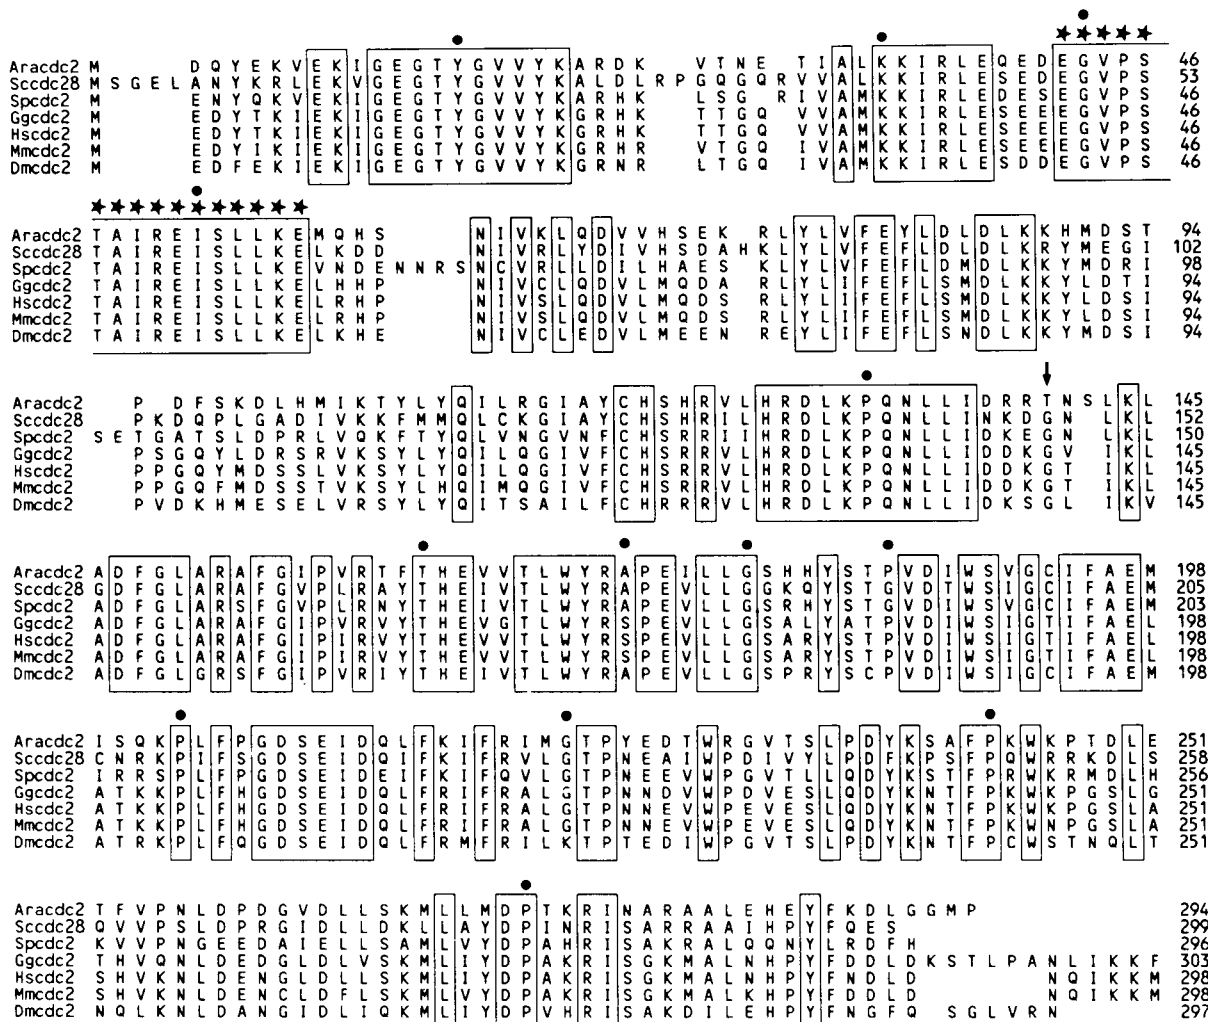 Aracdc2 M D Q Y E K V E K I G E G T Y G V V Y K A R D K V T N E T I A L K K I R L E Q E D E G V P S 46
Sccdc28 M S G E L A N Y K R L E K V G E G T Y G V V Y K A L D L R P G Q G Q R V V A L K K I R L E S E D E G V P S 53
Spcdc2 M E N Y Q K V E K I G E G T Y G V V Y K A R H K L S G R I V A M K K I R L E D E S E G V P S 46
Ggcdc2 M E D Y T K I E K I G E G T Y G V V Y K G R H K T T G Q V V A M K K I R L E S E E E G V P S 46
Hscdc2 M E D Y T K I E K I G E G T Y G V V Y K G R H K T T G Q V V A M K K I R L E S E E E G V P S 46
Mmcdc2 M E D Y I K I E K I G E G T Y G V V Y K G R H R V T G Q I V A M K K I R L E S E E E G V P S 46
Dmcdc2 M E D F E K I E K I G E G T Y G V V Y K G R N R L T G Q I V A M K K I R L E S D D E G V P S 46
Aracdc2 T A I R E I S L L K E M Q H S N I V K L Q D V V H S E K R L Y L V F E Y L D L D L K K H M D S T 94
Sccdc28 T A I R E I S L L K E L K D D N I V R L Y D I V H S D A H K L Y L V F E F L D L D L K R Y M E G I 102
Spcdc2 T A I R E I S L L K E V N D E N N R S N C V R L L D I L H A E S K L Y L V F E F L D M D L K K Y M D R I 98
Ggcdc2 T A I R E I S L L K E L H H P N I V C L Q D V L M Q D A R L Y L I F E F L S M D L K K Y L D T I 94
Hscdc2 T A I R E I S L L K E L R H P N I V S L Q D V L M Q D S R L Y L I F E F L S M D L K K Y L D S I 94
Mmcdc2 T A I R E I S L L K E L R H P N I V S L Q D V L M Q D S R L Y L I F E F L S M D L K K Y L D S I 94
Dmcdc2 T A I R E I S L L K E L K H E N I V C L E D V L M E E N R E Y L I F E F L S N D L K K Y M D S I 94
Aracdc2 P D F S K D L H M I K T Y L Y Q I L R G I A Y C H S H R V L H R D L K P Q N L L I D R R T N S L K L 145
Sccdc28 P K D Q P L G A D I V K K F M M Q L C K G I A Y C H S H R I L H R D L K P Q N L L I N K D G N L K L 152
Spcdc2 S E T G A T S L D P R L V Q K F T Y Q L V N G V N F C H S R R I I H R D L K P Q N L L I D K E G N L K L 150
Ggcdc2 P S G Q Y L D R S R V K S Y L Y Q I L Q G I V F C H S R R V L H R D L K P Q N L L I D D K G V I K L 145
Hscdc2 P P G Q Y M D S S L V K S Y L Y Q I L Q G I V F C H S R R V L H R D L K P Q N L L I D D K G T I K L 145
Mmcdc2 P P G Q F M D S S T V K S Y L H Q I M Q G I V F C H S R R V L H R D L K P Q N L L I D D K G T I K L 145
Dmcdc2 P V D K H M E S E L V R S Y L Y Q I T S A I L F C H R R R V L H R D L K P Q N L L I D K S G L I K V 145
Aracdc2 A D F G L A R A F G I P V R T F T H E V V T L W Y R A P E I L L G S H H Y S T P V D I W S V G C I F A E M 198
Sccdc28 G D F G L A R A F G V P L R A Y T H E I V T L W Y R A P E V L L G G K Q Y S T G V D T W S I G C I F A E M 205
Spcdc2 A D F G L A R S F G V P L R N Y T H E I V T L W Y R A P E V L L G S R H Y S T G V D I W S V G C I F A E M 203
Ggcdc2 A D F G L A R A F G I P V R V Y T H E V G T L W Y R S P E V L L G S A L Y A T P V D I W S I G T I F A E L 198
Hscdc2 A D F G L A R A F G I P I R V Y T H E V V T L W Y R S P E V L L G S A R Y S T P V D I W S I G T I F A E L 198
Mmcdc2 A D F G L A R A F G I P I R V Y T H E V V T L W Y R S P E V L L G S A R Y S T P V D I W S I G T I F A E L 198
Dmcdc2 A D F G L G R S F G I P V R I Y T H E I V T L W Y R A P E V L L G S P R Y S C P V D I W S I G C I F A E M 198
Aracdc2 I S Q K P L F P G D S E I D Q L F K I F R I M G T P Y E D T W R G V T S L P D Y K S A F P K W K P T D L E 251
Sccdc28 C N R K P I F S G D S E I D Q I F K I F R V L G T P N E A I W P D I V Y L P D F K P S F P Q W R R K D L S 258
Spcdc2 I R R S P L F P G D S E I D E I F K I F Q V L G T P N E E V W P G V T L L Q D Y K S T F P R W K R M D L H 256
Ggcdc2 A T K K P L F H G D S E I D Q L F R I F R A L G T P N N D V W P D V E S L Q D Y K N T F P K W K P G S L G 251
Hscdc2 A T K K P L F H G D S E I D Q L F R I F R A L G T P N N E V W P E V E S L Q D Y K N T F P K W K P G S L A 251
Mmcdc2 A T K K P L F H G D S E I D Q L F R I F R A L G T P N N E V W P E V E S L Q D Y K N T F P K W N P G S L A 251
Dmcdc2 A T R K P L F Q G D S E I D Q L F R M F R I L K T P T E D I W P G V T S L P D Y K N T F P C W S T N Q L T 251
Aracdc2 T F V P N L D P D G V D L L S K M L L M D P T K R I N A R A A L E H E Y F K D L G G M P 294
Sccdc28 Q V V P S L D P R G I D L L D K L L A Y D P I N R I S A R R A A I H P Y F Q E S 299
Spcdc2 K V V P N G E E D A I E L L S A M L V Y D P A H R I S A K R A L Q Q N Y L R D F H 296
Ggcdc2 T H V Q N L D E D G L D L V S K M L I Y D P A K R I S G K M A L N H P Y F D D L D K S T L P A N L I K K F 303
Hscdc2 S H V K N L D E N G L D L L S K M L I Y D P A K R I S G K M A L N H P Y F N D L D N Q I K K M 298
Mmcdc2 S H V K N L D E N C L D F L S K M L V Y D P A K R I S G K M A L K H P Y F D D L D N Q I K K M 298
Dmcdc2 N Q L K N L D A N G I D L I Q K M L I Y D P V H R I S A K D I L E H P Y F N G F Q S G L V R N 297